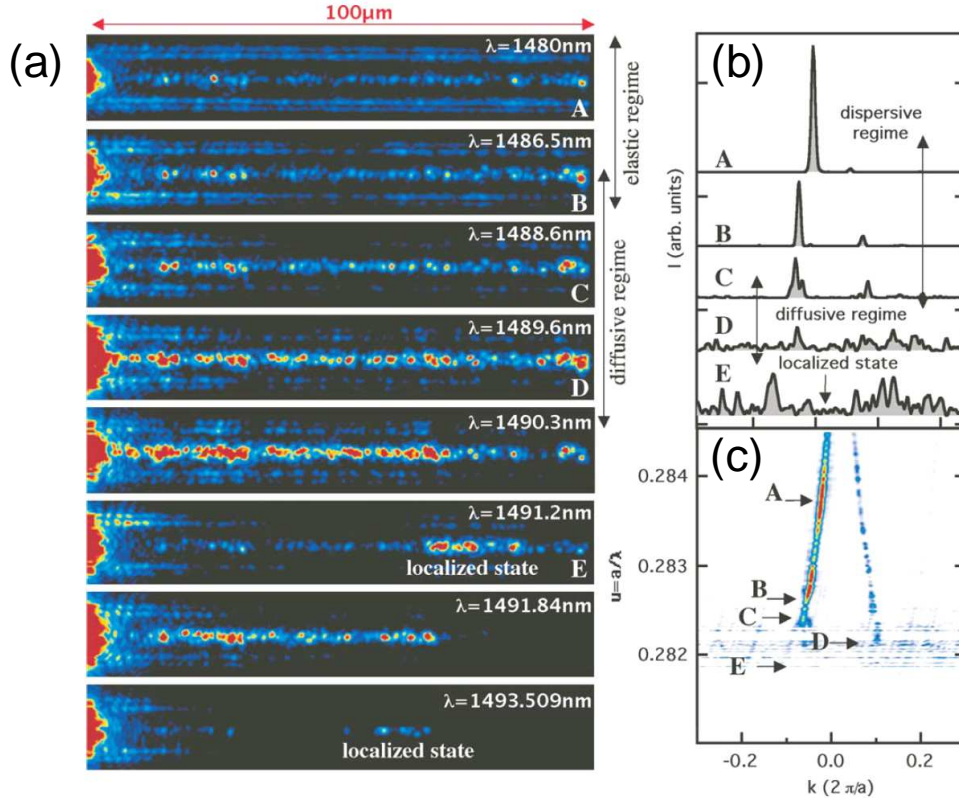 (a)
100μm
λ=1480nm
A
elastic regime
λ=1486.5nm
B
λ=1488.6nm
C
diffusive regime
λ=1489.6nm
D
λ=1490.3nm
λ=1491.2nm
localized state
E
λ=1491.84nm
λ=1493.509nm
localized state
(b)
I (arb. units)
A
dispersive
regime
B
C
diffusive regime
D
localized state
E
(c)
u=a/λ
0.284
0.283
0.282
A
B
C
D
E
-0.2
0.0
0.2
k (2 π/a)